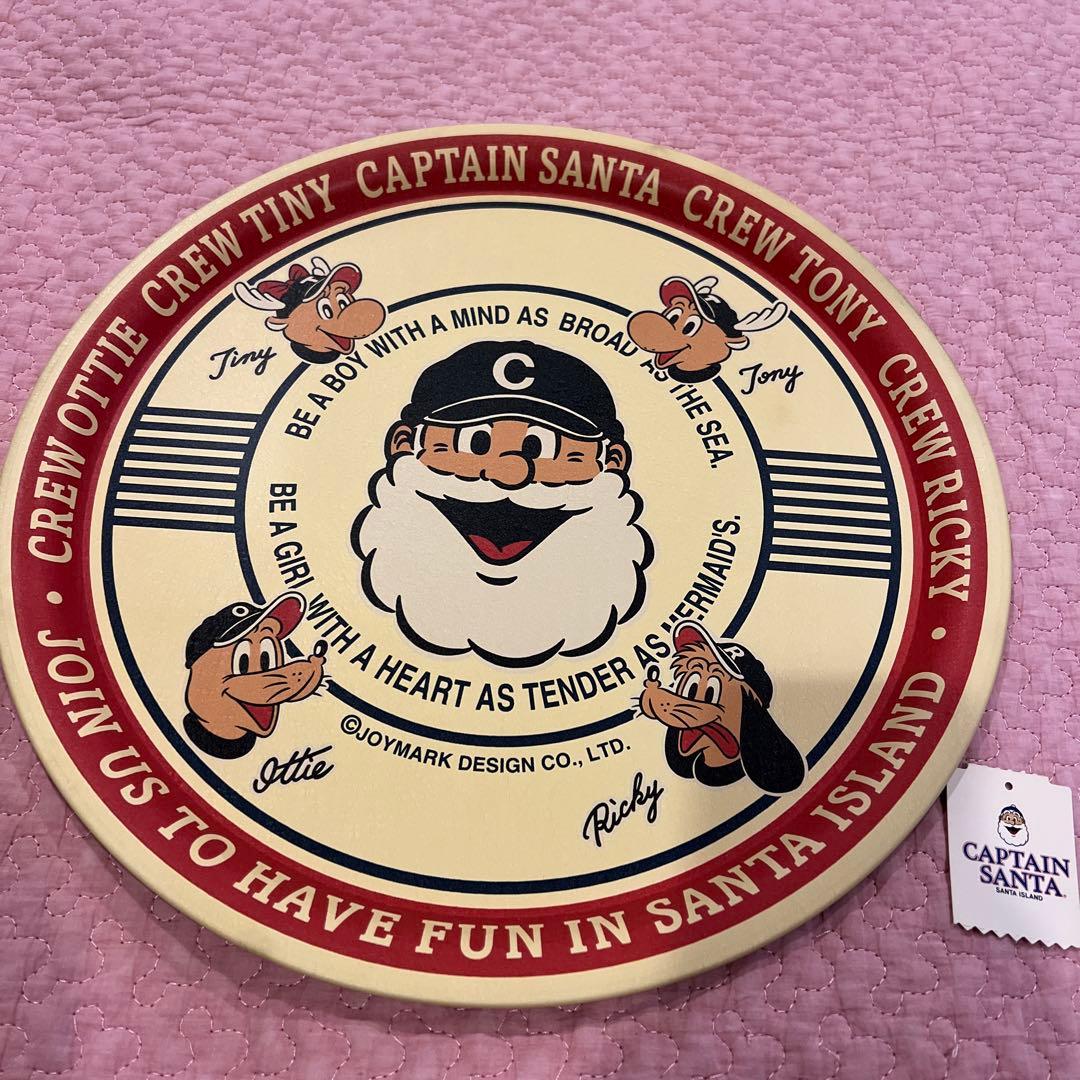 CREW OTTIE CREW TINY CAPTAIN SANTA CREW TONY CREW RICKY
• JOIN US TO HAVE FUN IN SANTA ISLAND •
Tiny
Tony
BE A BOY WITH A MIND AS BROAD AS THE SEA.
C
BE A GIRL WITH A HEART AS TENDER AS MERMAID'S.
O
R
©JOYMARK DESIGN CO., LTD.
Ottie
Ricky
CAPTAIN
SANTA
SANTA ISLAND